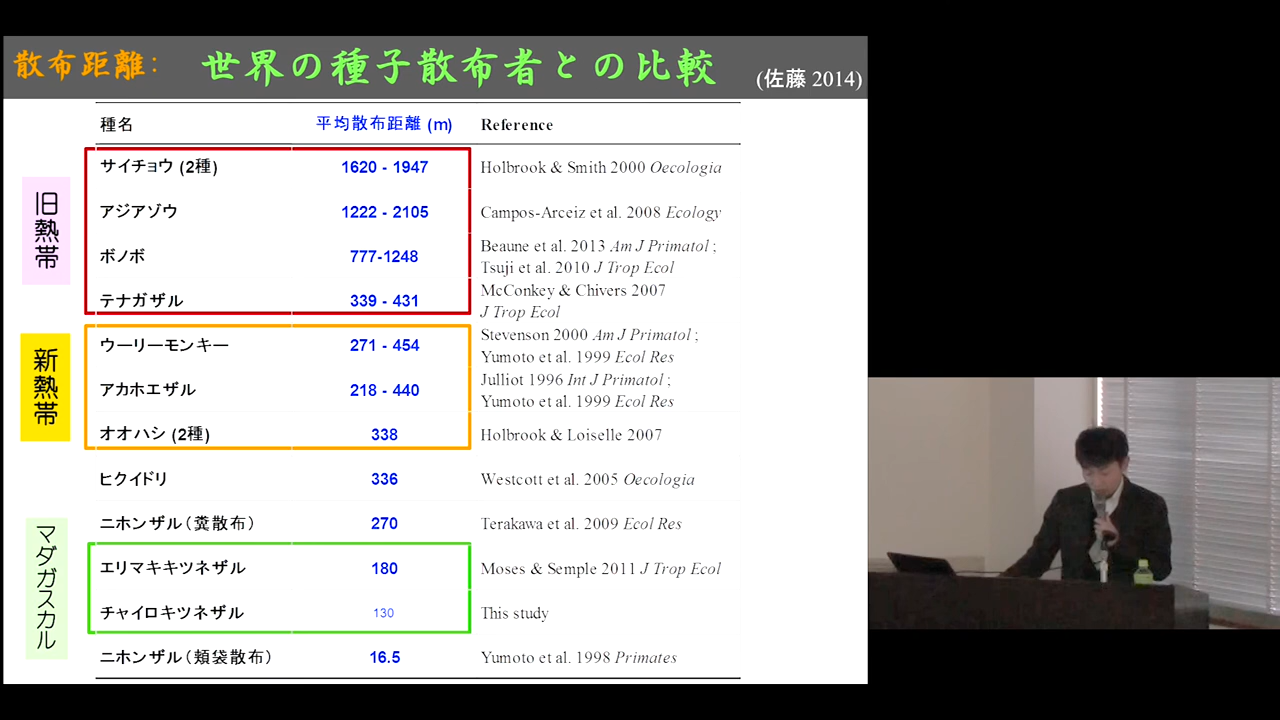 散布距離: 世界の種子散布者との比較 (佐藤 2014)
種名 平均散布距離 (m) Reference
旧熱帯
サイチョウ (2種) 1620 - 1947 Holbrook & Smith 2000 Oecologia
アジアゾウ 1222 - 2105 Campos-Arceiz et al. 2008 Ecology
ボノボ 777-1248 Beaune et al. 2013 Am J Primatol ;
Tsuji et al. 2010 J Trop Ecol
テナガザル 339 - 431 McConkey & Chivers 2007
J Trop Ecol
新熱帯
ウーリーモンキー 271 - 454 Stevenson 2000 Am J Primatol ;
Yumoto et al. 1999 Ecol Res
アカホエザル 218 - 440 Julliot 1996 Int J Primatol ;
Yumoto et al. 1999 Ecol Res
オオハシ (2種) 338 Holbrook & Loiselle 2007
ヒクイドリ 336 Westcott et al. 2005 Oecologia
ニホンザル（糞散布） 270 Terakawa et al. 2009 Ecol Res
マダガスカル
エリマキキツネザル 180 Moses & Semple 2011 J Trop Ecol
チャイロキツネザル 130 This study
ニホンザル（頬袋散布） 16.5 Yumoto et al. 1998 Primates